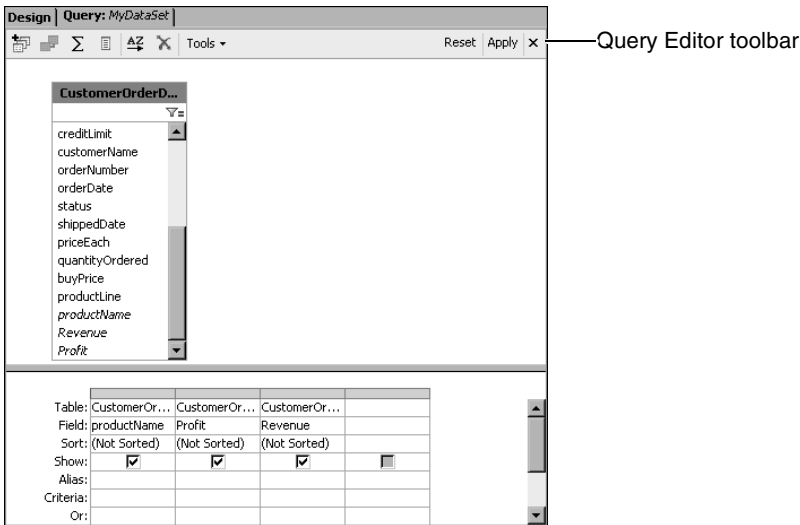 Design Query: MyDataSet
Tools Reset Apply
Query Editor toolbar
CustomerOrderD...
creditLimit
customerName
orderNumber
orderDate
status
shippedDate
priceEach
quantityOrdered
buyPrice
productLine
productName
Revenue
Profit
Table: CustomerOr... CustomerOr... CustomerOr...
Field: productName Profit Revenue
Sort: (Not Sorted) (Not Sorted) (Not Sorted)
Show:
Alias:
Criteria:
Or: